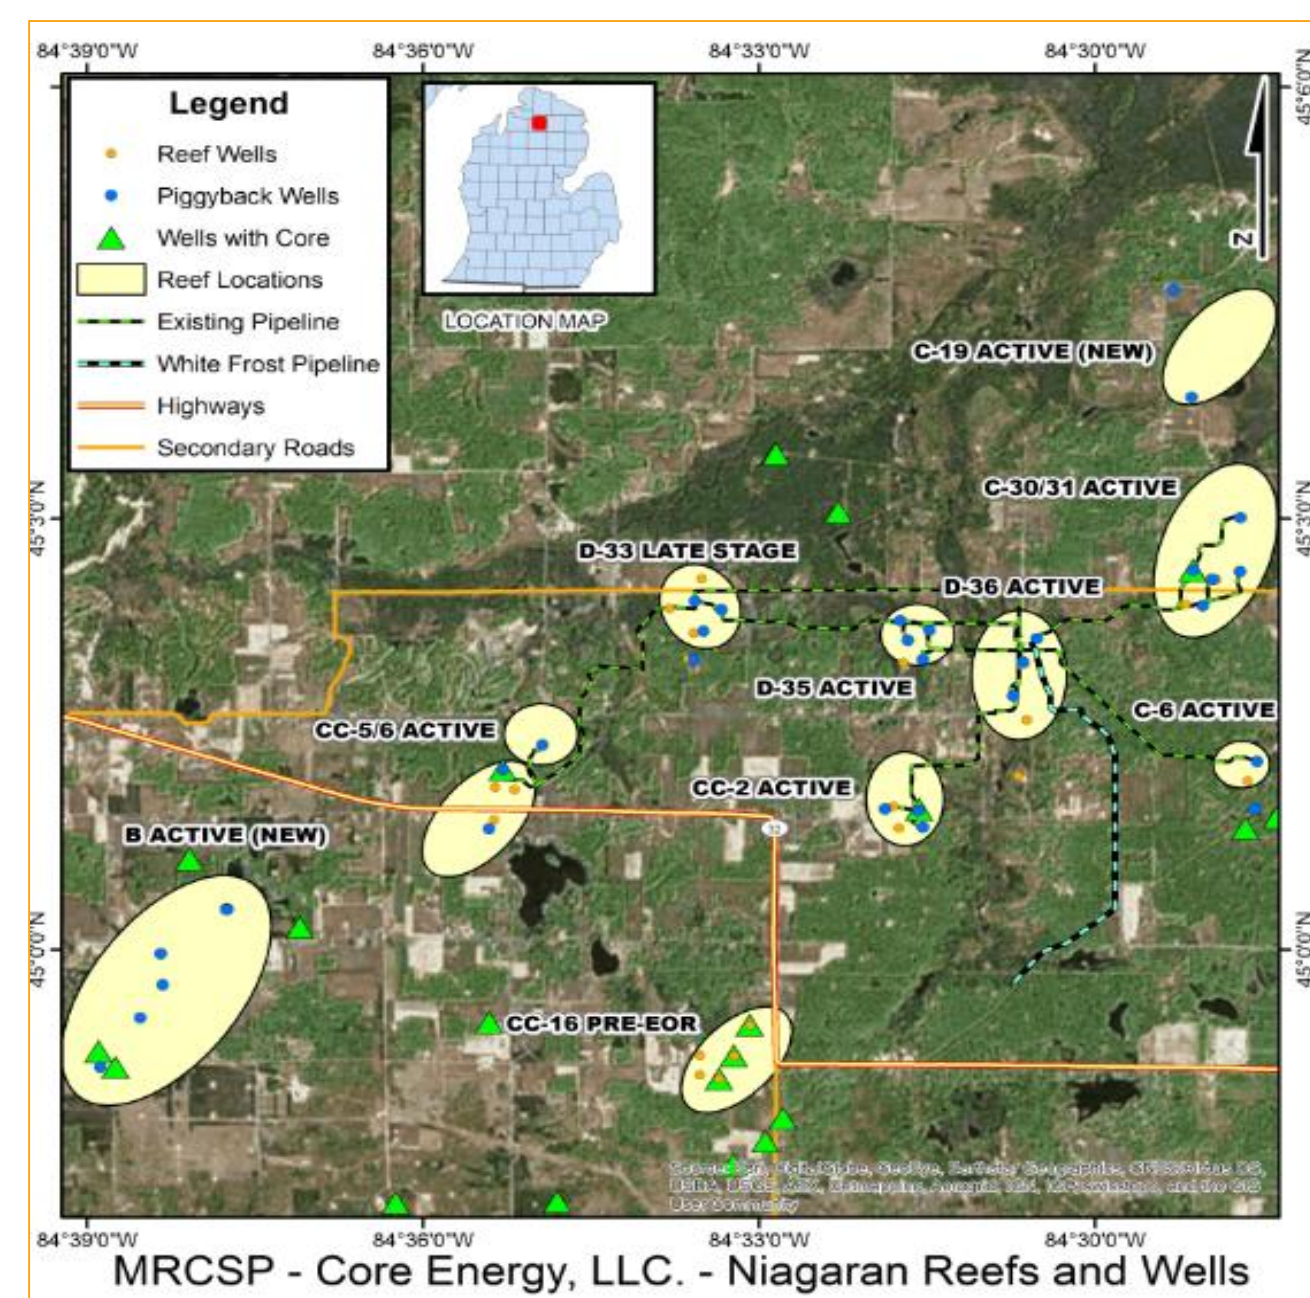 84°39'0"W 84°36'0"W 84°33'0"W 84°30'0"W
45°6'0"N
Legend
Reef Wells
Piggyback Wells
Wells with Core
Reef Locations
Existing Pipeline
White Frost Pipeline
Highways
Secondary Roads
LOCATION MAP
N
C-19 ACTIVE (NEW)
C-30/31 ACTIVE
45°3'0"N 45°3'0"N
D-33 LATE STAGE
D-36 ACTIVE
D-35 ACTIVE
C-6 ACTIVE
CC-5/6 ACTIVE
CC-2 ACTIVE
32
B ACTIVE (NEW)
45°0'0"N 45°0'0"N
CC-16 PRE-EOR
User Community
84°39'0"W 84°36'0"W 84°33'0"W 84°30'0"W
MRCSP - Core Energy, LLC. - Niagaran Reefs and Wells